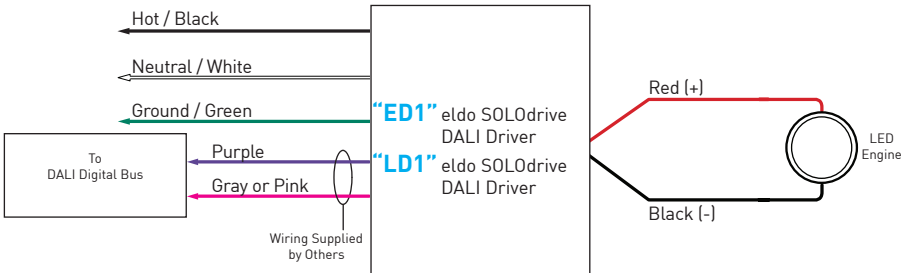 Hot / Black
Neutral / White
Ground / Green
To
DALI Digital Bus
Purple
Gray or Pink
Wiring Supplied
by Others
“ED1” eldo SOLOdrive
DALI Driver
“LD1” eldo SOLOdrive
DALI Driver
Red (+)
Black (-)
LED
Engine